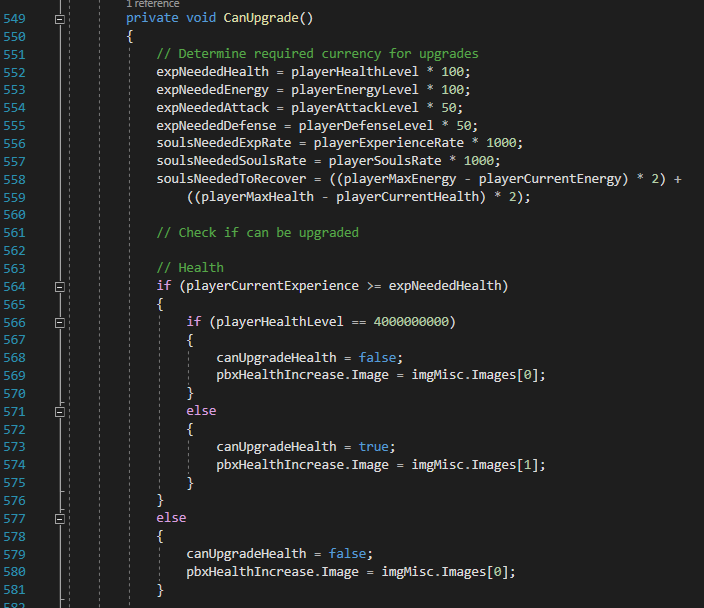 1 reference
549 private void CanUpgrade()
550 {
551 // Determine required currency for upgrades
552 expNeededHealth = playerHealthLevel * 100;
553 expNeededEnergy = playerEnergyLevel * 100;
554 expNeededAttack = playerAttackLevel * 50;
555 expNeededDefense = playerDefenseLevel * 50;
556 soulsNeededExpRate = playerExperienceRate * 1000;
557 soulsNeededSoulsRate = playerSoulsRate * 1000;
558 soulsNeededToRecover = ((playerMaxEnergy - playerCurrentEnergy) * 2) +
559 ((playerMaxHealth - playerCurrentHealth) * 2);
560
561 // Check if can be upgraded
562
563 // Health
564 if (playerCurrentExperience >= expNeededHealth)
565 {
566 if (playerHealthLevel == 4000000000)
567 {
568 canUpgradeHealth = false;
569 pbxHealthIncrease.Image = imgMisc.Images[0];
570 }
571 else
572 {
573 canUpgradeHealth = true;
574 pbxHealthIncrease.Image = imgMisc.Images[1];
575 }
576 }
577 else
578 {
579 canUpgradeHealth = false;
580 pbxHealthIncrease.Image = imgMisc.Images[0];
581 }
582